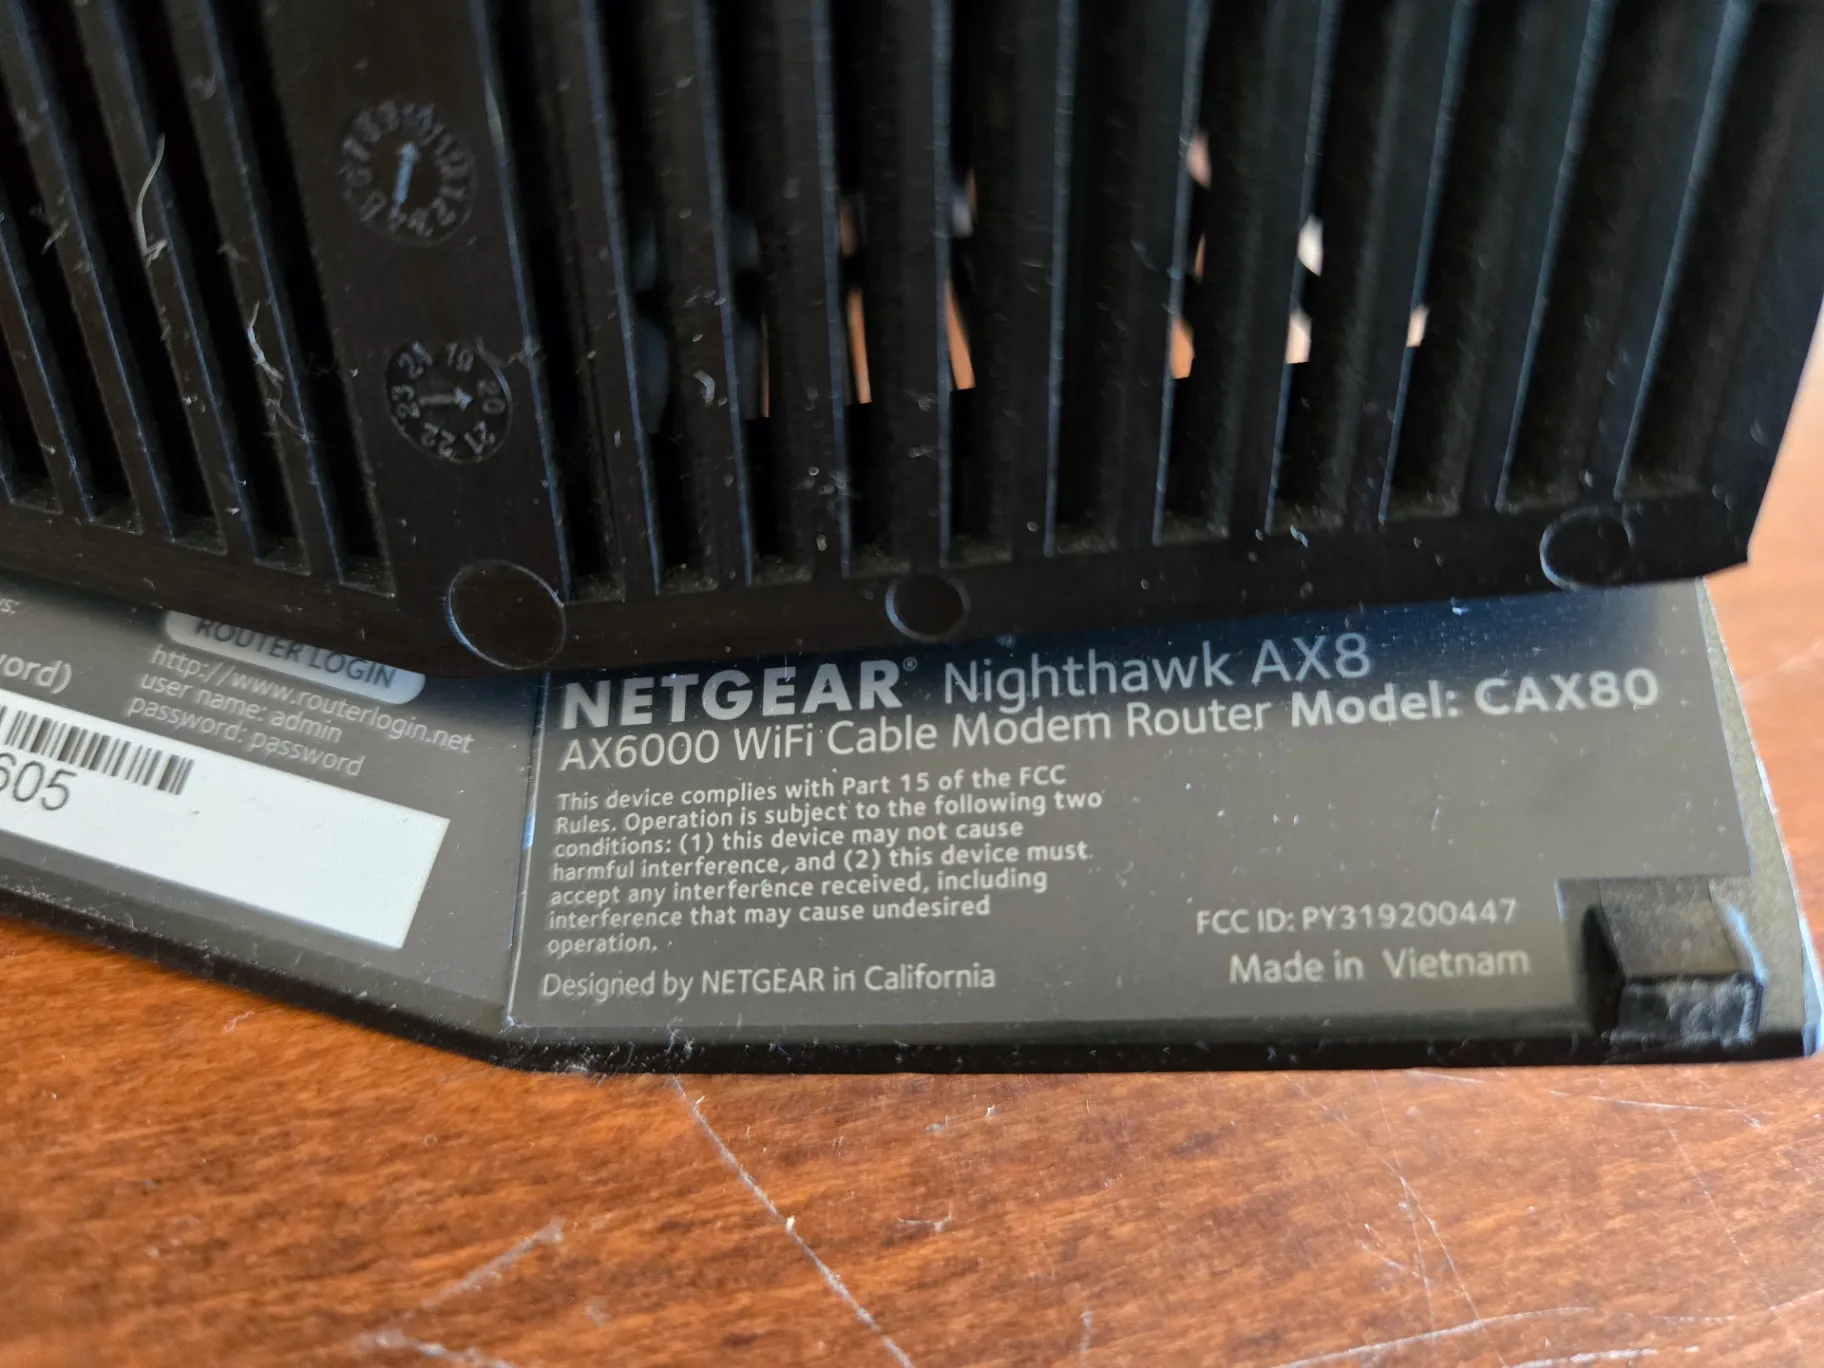 ROUTER LOGIN
http://www.routerlogin.net
user name: admin
password: password
ord)
605
NETGEAR® Nighthawk AX8
AX6000 WiFi Cable Modem Router Model: CAX80
This device complies with Part 15 of the FCC
Rules. Operation is subject to the following two
conditions: (1) this device may not cause
harmful interference, and (2) this device must
accept any interference received, including
interference that may cause undesired
operation.
Designed by NETGEAR in California
FCC ID: PY319200447
Made in Vietnam